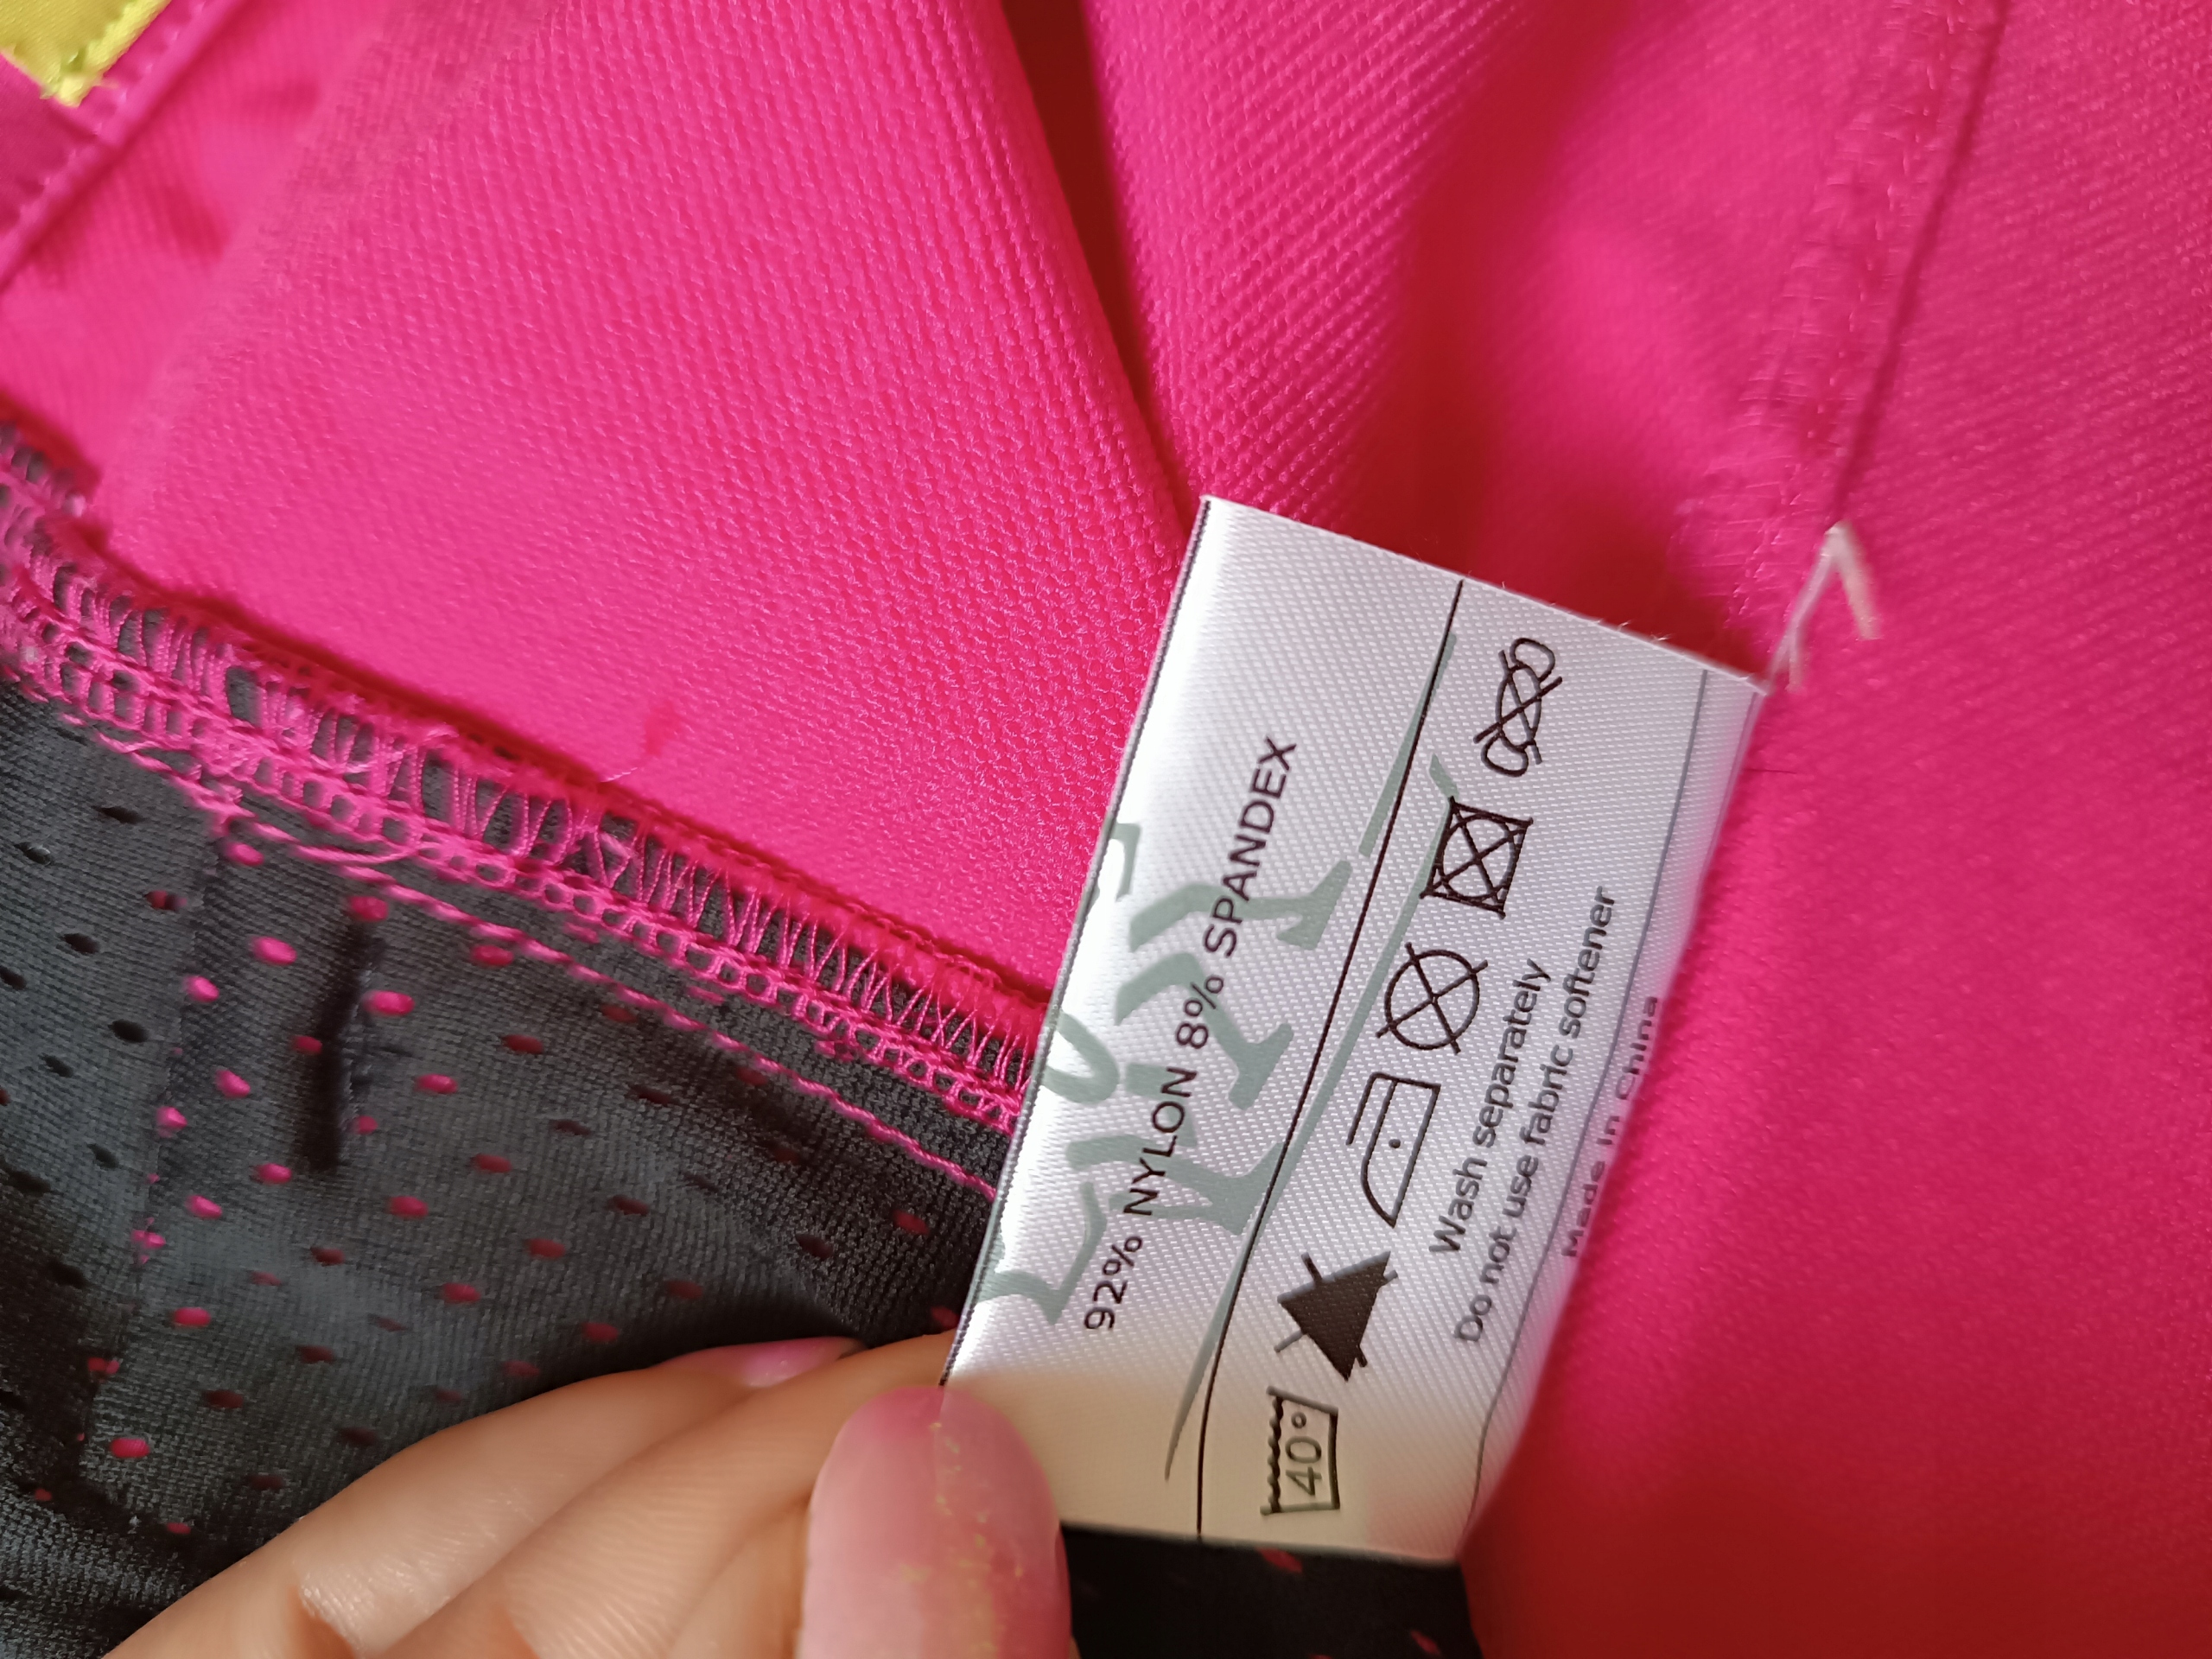 92% NYLON 8% SPANDEX
40°
Wash separately
Do not use fabric softener
Made in China